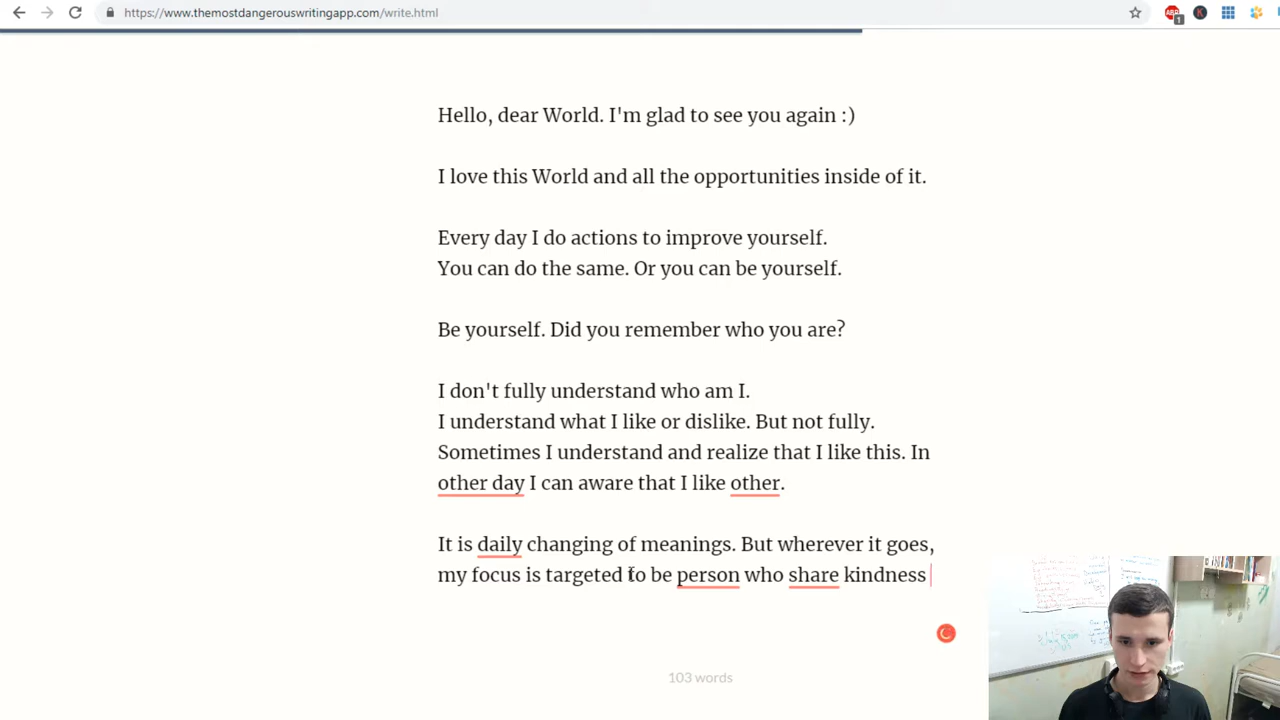 https://www.themostdangerouswritingapp.com/write.html
ABP
1
K
Hello, dear World. I'm glad to see you again :)
I love this World and all the opportunities inside of it.
Every day I do actions to improve yourself.
You can do the same. Or you can be yourself.
Be yourself. Did you remember who you are?
I don't fully understand who am I.
I understand what I like or dislike. But not fully.
Sometimes I understand and realize that I like this. In
other day I can aware that I like other.
It is daily changing of meanings. But wherever it goes,
my focus is targeted to be person who share kindness
103 words